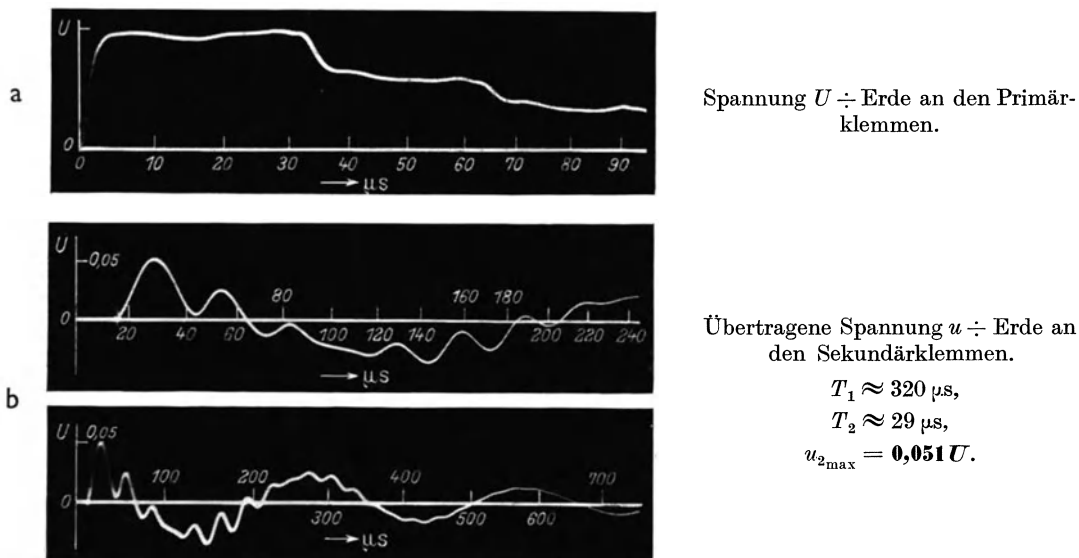 a
U
0
0 10 20 30 40 50 60 70 80 90
→ µs
Spannung U ÷ Erde an den Primär-
klemmen.
b
U
0,05
80 160 180
0
20 40 60 100 120 140 200 220 240
→ µs
U
0,05
100 200 400 700
0
300 500 600
→ µs
Übertragene Spannung u ÷ Erde an
den Sekundärklemmen.
T₁ ≈ 320 µs,
T₂ ≈ 29 µs,
u₂max = 0,051 U.